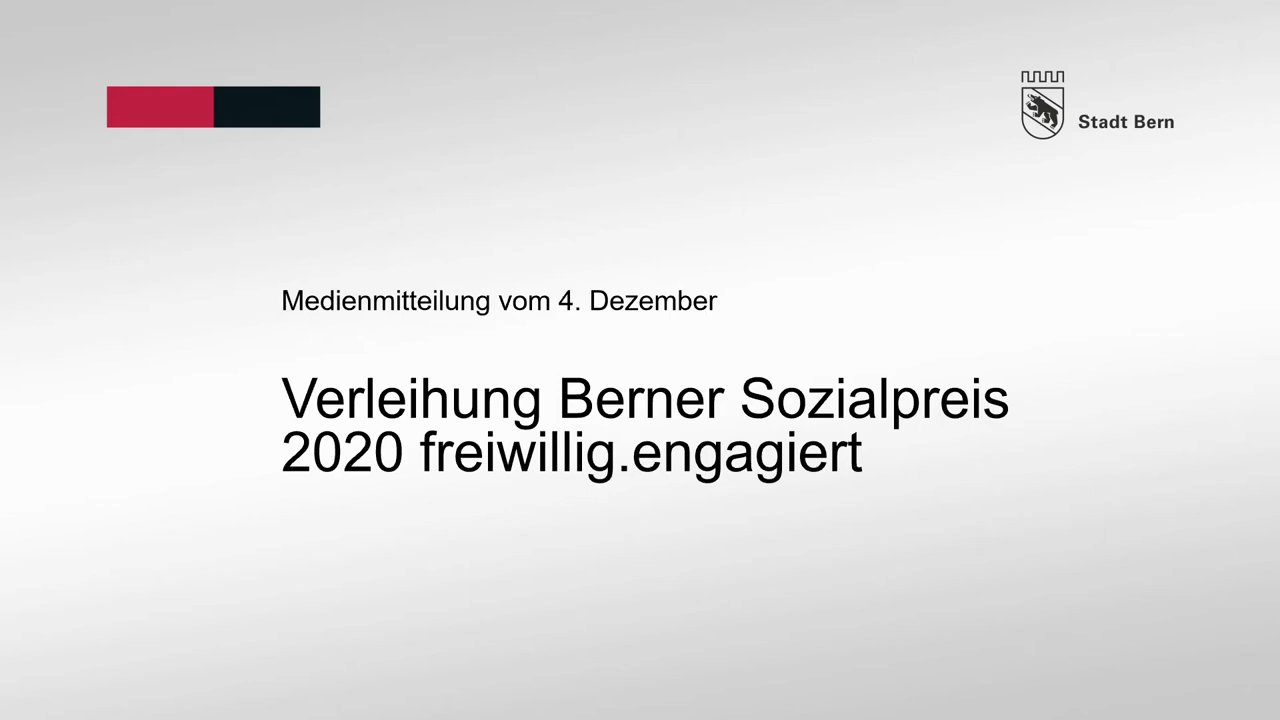 Stadt Bern
Medienmitteilung vom 4. Dezember
Verleihung Berner Sozialpreis
2020 freiwillig.engagiert